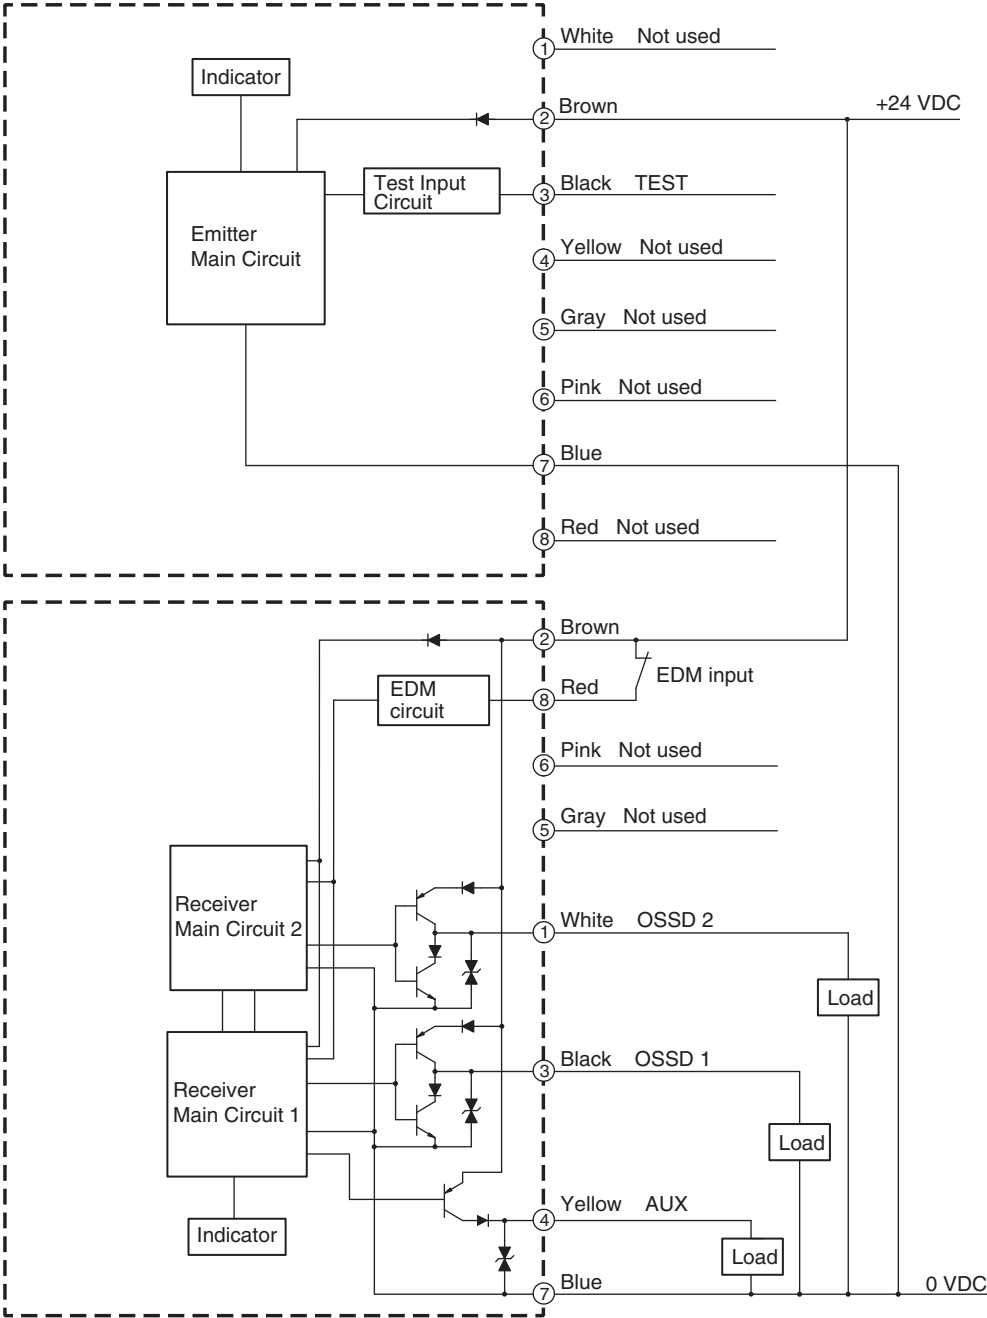 1 White Not used
Indicator
2 Brown +24 VDC
Test Input
Circuit
3 Black TEST
Emitter
Main Circuit
4 Yellow Not used
5 Gray Not used
6 Pink Not used
7 Blue
8 Red Not used
2 Brown
EDM input
EDM
circuit
8 Red
6 Pink Not used
5 Gray Not used
Receiver
Main Circuit 2
1 White OSSD 2
Load
3 Black OSSD 1
Receiver
Main Circuit 1
Load
4 Yellow AUX
Indicator
Load
7 Blue 0 VDC